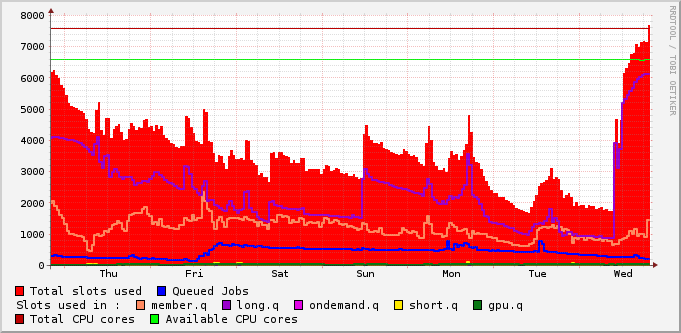 8000
7000
6000
5000
4000
3000
2000
1000
0
Thu Fri Sat Sun Mon Tue Wed
RRDTOOL / TOBI OETIKER
Total slots used Queued Jobs
Slots used in : member.q long.q ondemand.q short.q gpu.q
Total CPU cores Available CPU cores